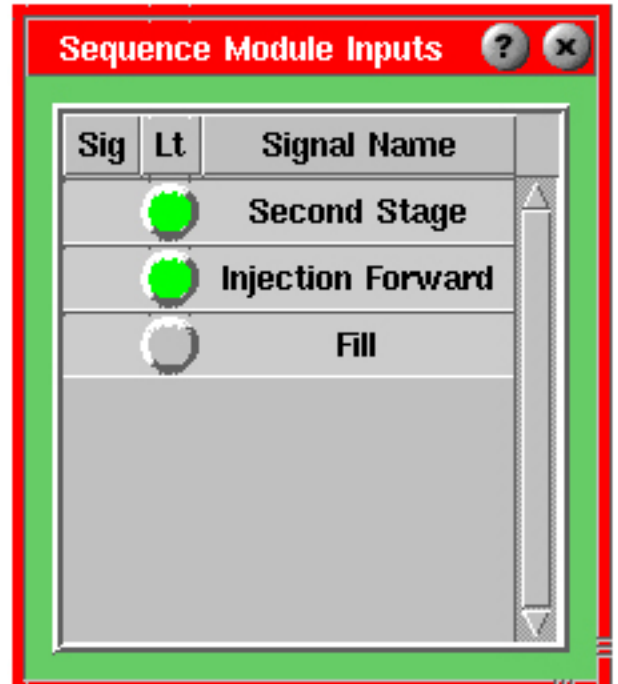 Sequence Module Inputs ? x
Sig Lt Signal Name
Second Stage
Injection Forward
Fill